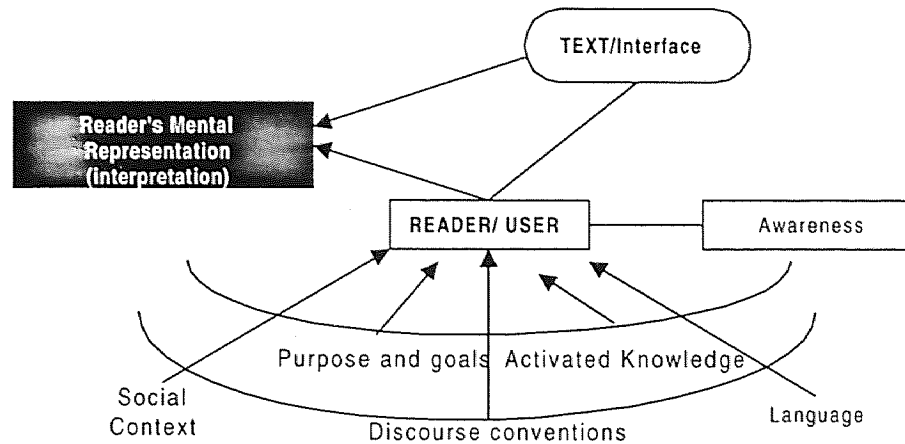 TEXT/Interface
Reader's Mental
Representation
(interpretation)
READER/ USER
Awareness
Purpose and goals
Activated Knowledge
Social
Context
Discourse conventions
Language